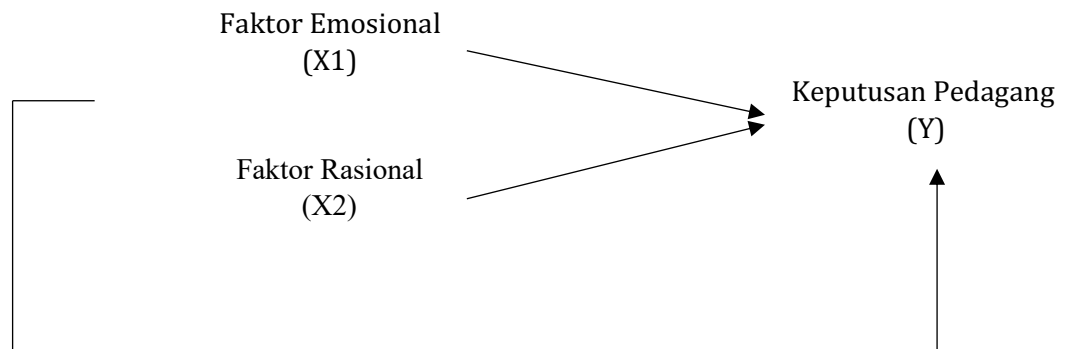 Faktor Emosional
(X1)
Keputusan Pedagang
(Y)
Faktor Rasional
(X2)